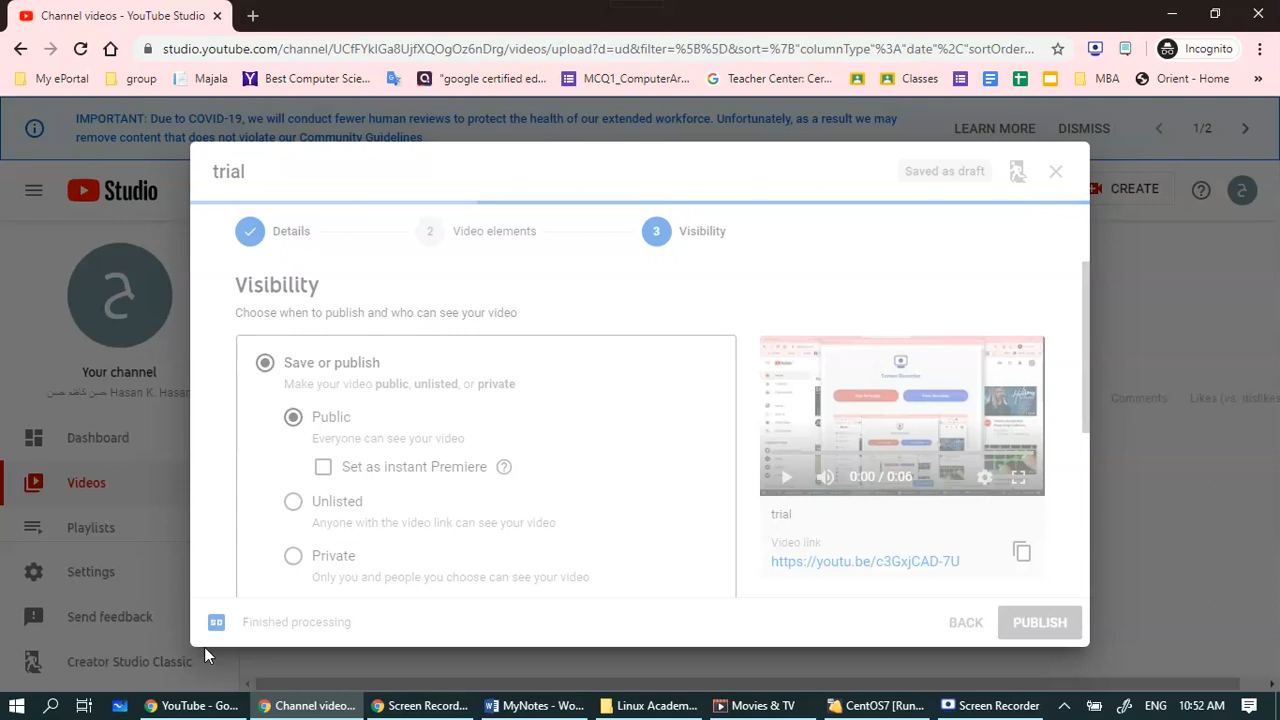 Channel videos - YouTube Studio
studio.youtube.com/channel/UCfFYklGa8UjfXQOgOz6nDrg/videos/upload?d=ud&filter=%5B%5D&sort=%7B"columnType"%3A"date"%2C"sortOrder...
Incognito
My ePortal
group
Majala
Best Computer Scie...
"google certified ed...
MCQ1_ComputerAr...
Teacher Center: Cer...
Classes
MBA
Orient - Home
»
IMPORTANT: Due to COVID-19, we will conduct fewer human reviews to protect the health of our extended workforce. Unfortunately, as a result we may
remove content that does not violate our Community Guidelines
LEARN MORE
DISMISS
1/2
Studio
CREATE
ح
trial
Saved as draft
Details
2
Video elements
3
Visibility
Visibility
Choose when to publish and who can see your video
Save or publish
Make your video public, unlisted, or private
Public
Everyone can see your video
Set as instant Premiere
Unlisted
Anyone with the video link can see your video
Private
Only you and people you choose can see your video
Screen Recorder
0:00 / 0:06
trial
Video link
https://youtu.be/c3GxjCAD-7U
SD
Finished processing
BACK
PUBLISH
ح
Your channel
Hasan K. Hasan
Dashboard
Videos
Playlists
Settings
Send feedback
Creator Studio Classic
Comments
Likes (vs. dislikes
YouTube - Go...
Channel video...
Screen Record...
MyNotes - Wo...
Linux Academ...
Movies & TV
CentOS7 [Run...
Screen Recorder
ENG
10:52 AM